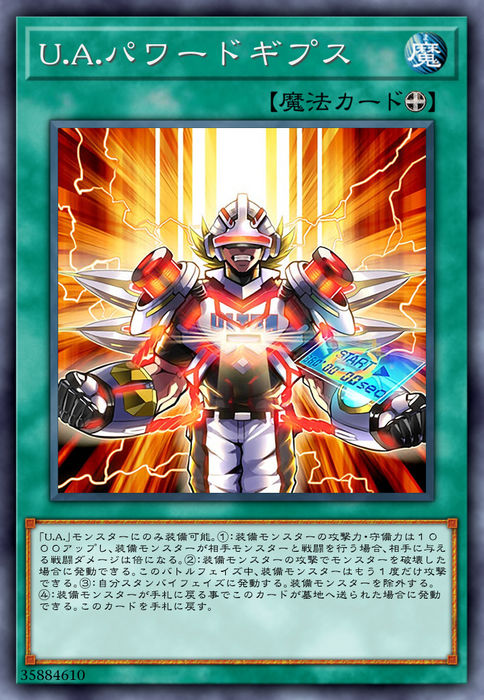 U.A.パワードギプス
魔
【魔法カード】
START
「U.A.」モンスターにのみ装備可能。①：装備モンスターの攻撃力・守備力は１０
００アップし、装備モンスターが相手モンスターと戦闘を行う場合、相手に与え
る戦闘ダメージは倍になる。②：装備モンスターの攻撃でモンスターを破壊した
場合に発動できる。このバトルフェイズ中、装備モンスターはもう１度だけ攻撃
できる。③：自分スタンバイフェイズに発動する。装備モンスターを除外する。
④：装備モンスターが手札に戻る事でこのカードが墓地へ送られた場合に発動
できる。このカードを手札に戻す。
35884610